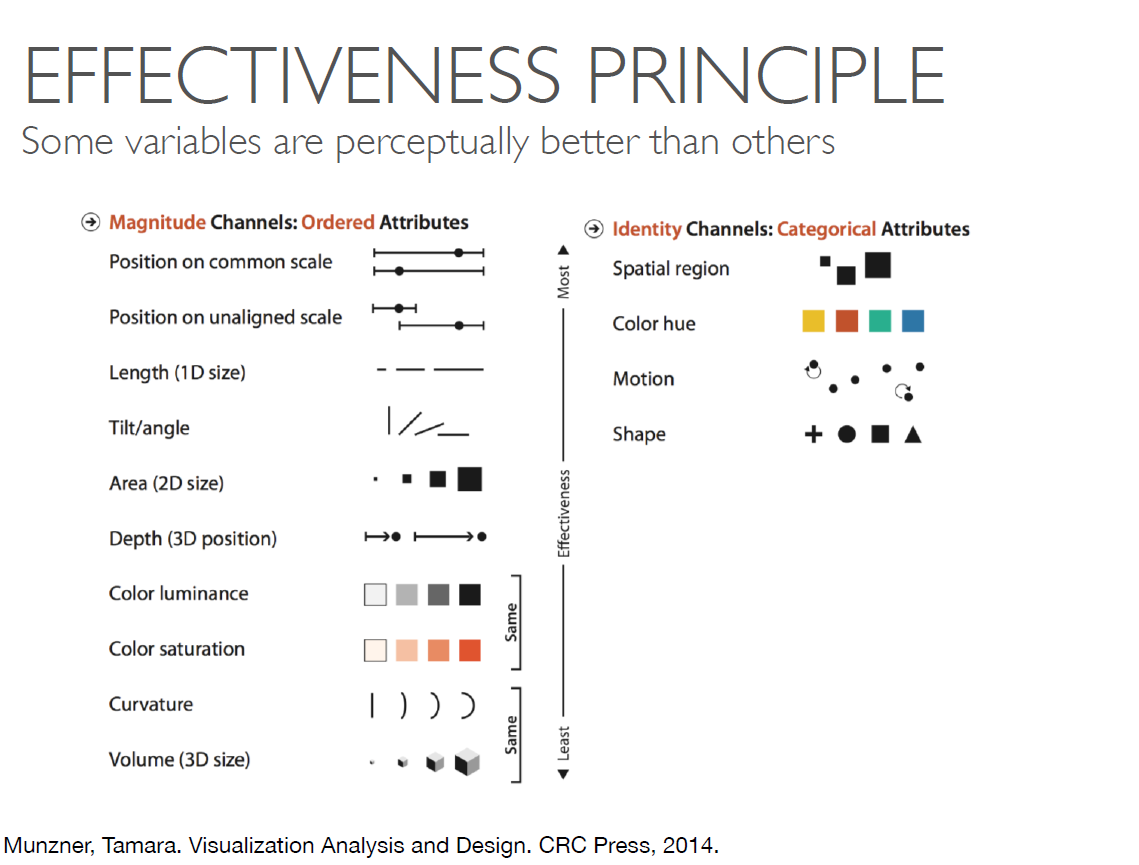 EFFECTIVENESS PRINCIPLE
Some variables are perceptually better than others
Magnitude Channels: Ordered Attributes
Position on common scale
Position on unaligned scale
Length (1D size)
Tilt/angle
Area (2D size)
Depth (3D position)
Color luminance
Color saturation
Curvature
Volume (3D size)
Same
Same
Most
Effectiveness
Least
Identity Channels: Categorical Attributes
Spatial region
Color hue
Motion
Shape
Munzner, Tamara. Visualization Analysis and Design. CRC Press, 2014.